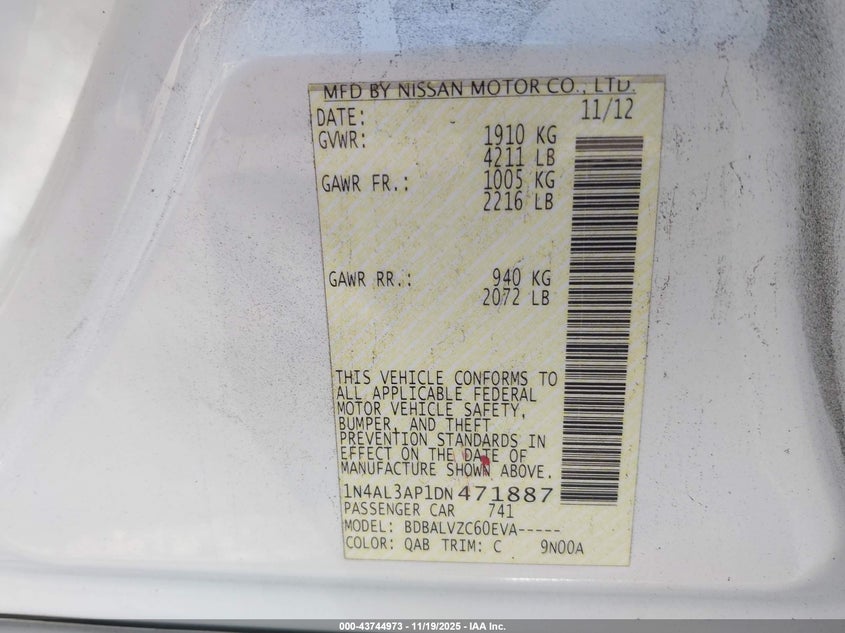 MFD BY NISSAN MOTOR CO., LTD.
DATE: 11/12
GVWR: 1910 KG
4211 LB
GAWR FR.: 1005 KG
2216 LB
GAWR RR.: 940 KG
2072 LB
THIS VEHICLE CONFORMS TO
ALL APPLICABLE FEDERAL
MOTOR VEHICLE SAFETY,
BUMPER, AND THEFT
PREVENTION STANDARDS IN
EFFECT ON THE DATE OF
MANUFACTURE SHOWN ABOVE.
1N4AL3AP1DN471887
PASSENGER CAR 741
MODEL: BDBALVZC60EVA-----
COLOR: QAB TRIM: C 9N00A
000-43744973 - 11/19/2025 - IAA Inc.